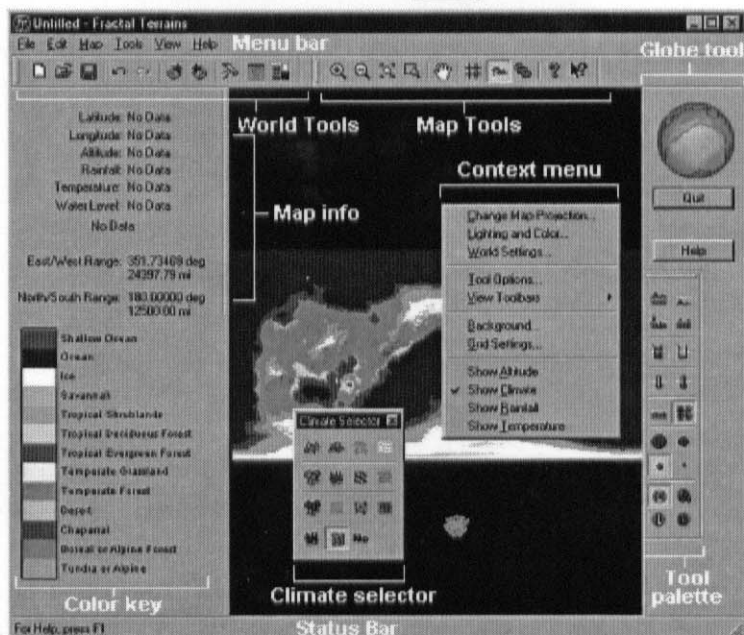 Untitled - Fractal Terrains
File Edit Map Tools View Help
Menu bar
Globe tool
World Tools
Map Tools
Latitude: No Data
Longitude: No Data
Altitude: No Data
Rainfall: No Data
Temperature: No Data
Water Level: No Data
No Data
Map info
East/West Range: 351.73469 deg
24397.79 mi
North/South Range: 180.00000 deg
12500.00 mi
Context menu
Change Map Projection...
Lighting and Color...
World Settings...
Tool Options...
View Toolbars
Background...
Grid Settings...
Show Altitude
Show Climate
Show Rainfall
Show Temperature
Quit
Help
Shallow Ocean
Ocean
Ice
Savannah
Tropical Shrublands
Tropical Deciduous Forest
Tropical Evergreen Forest
Temperate Grassland
Temperate Forest
Desert
Chaparral
Boreal or Alpine Forest
Tundra or Alpine
Color key
Climate Selector
Climate selector
Tool
palette
For Help, press F1
Status Bar